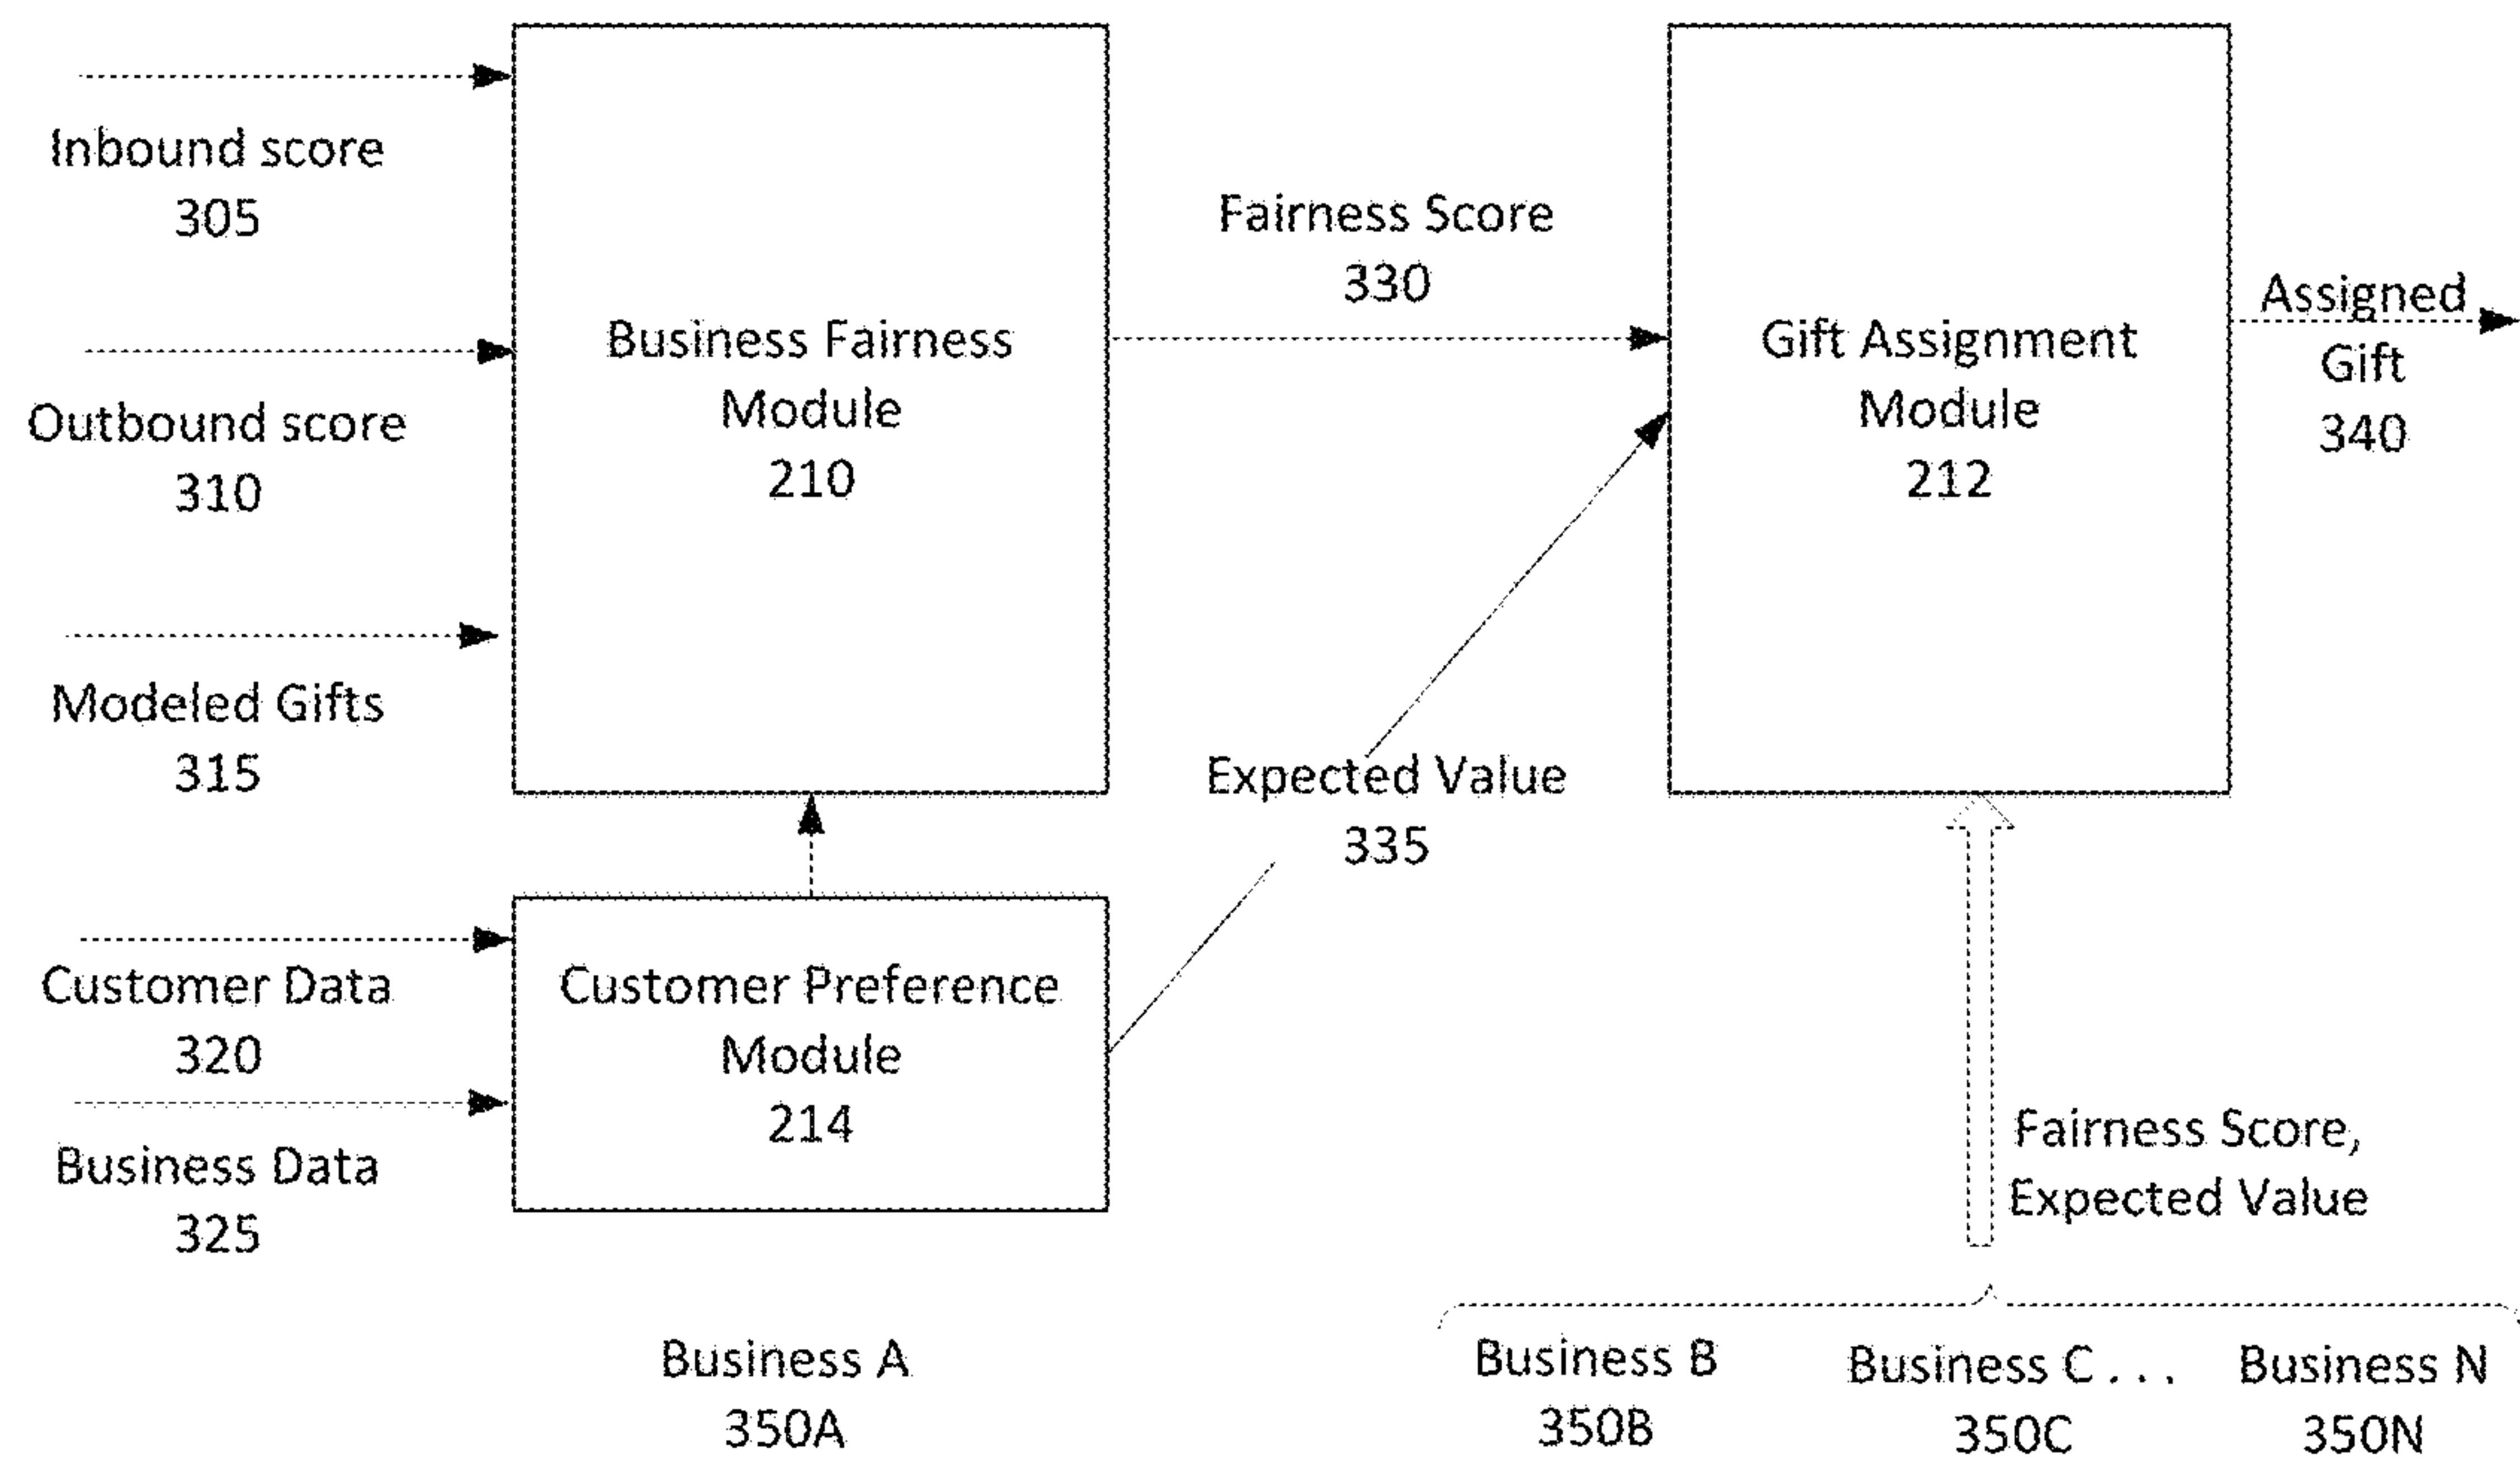 Inbound score
305
Outbound score
310
Modeled Gifts
315
Customer Data
320
Business Data
325
Business Fairness
Module
210
Customer Preference
Module
214
Business A
350A
Fairness Score
330
Expected Value
335
Gift Assignment
Module
212
Assigned
Gift
340
Fairness Score,
Expected Value
Business B
350B
Business C . . .
350C
Business N
350N